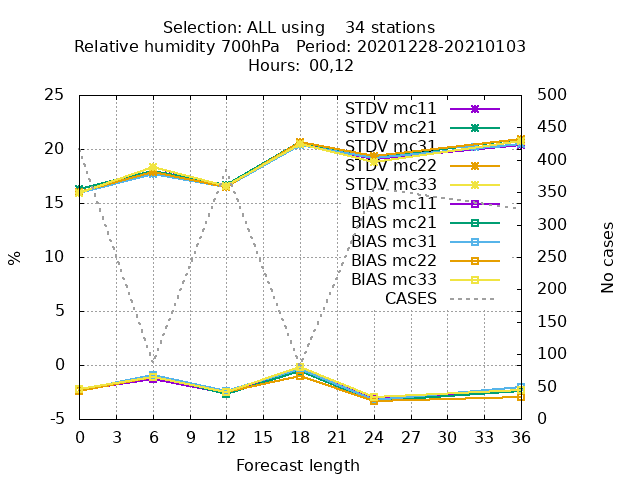 Selection: ALL using    34 stations
Relative humidity 700hPa   Period: 20201228-20210103
Hours: 00,12
25
20
15
10
5
0
-5
%
500
450
400
350
300
250
200
150
100
50
0
No cases
STDV mc11
STDV mc21
STDV mc31
STDV mc22
STDV mc33
BIAS mc11
BIAS mc21
BIAS mc31
BIAS mc22
BIAS mc33
CASES
0 3 6 9 12 15 18 21 24 27 30 33 36
Forecast length